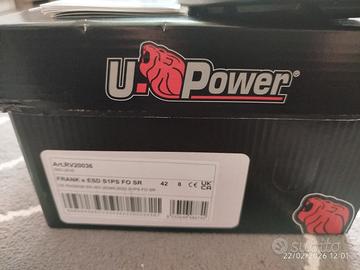 U.Power
Art.RV20036
FRANK e ESD S1PS FO SR
42
8
CE
UK
CA
Subito
22/02/2026 12:01